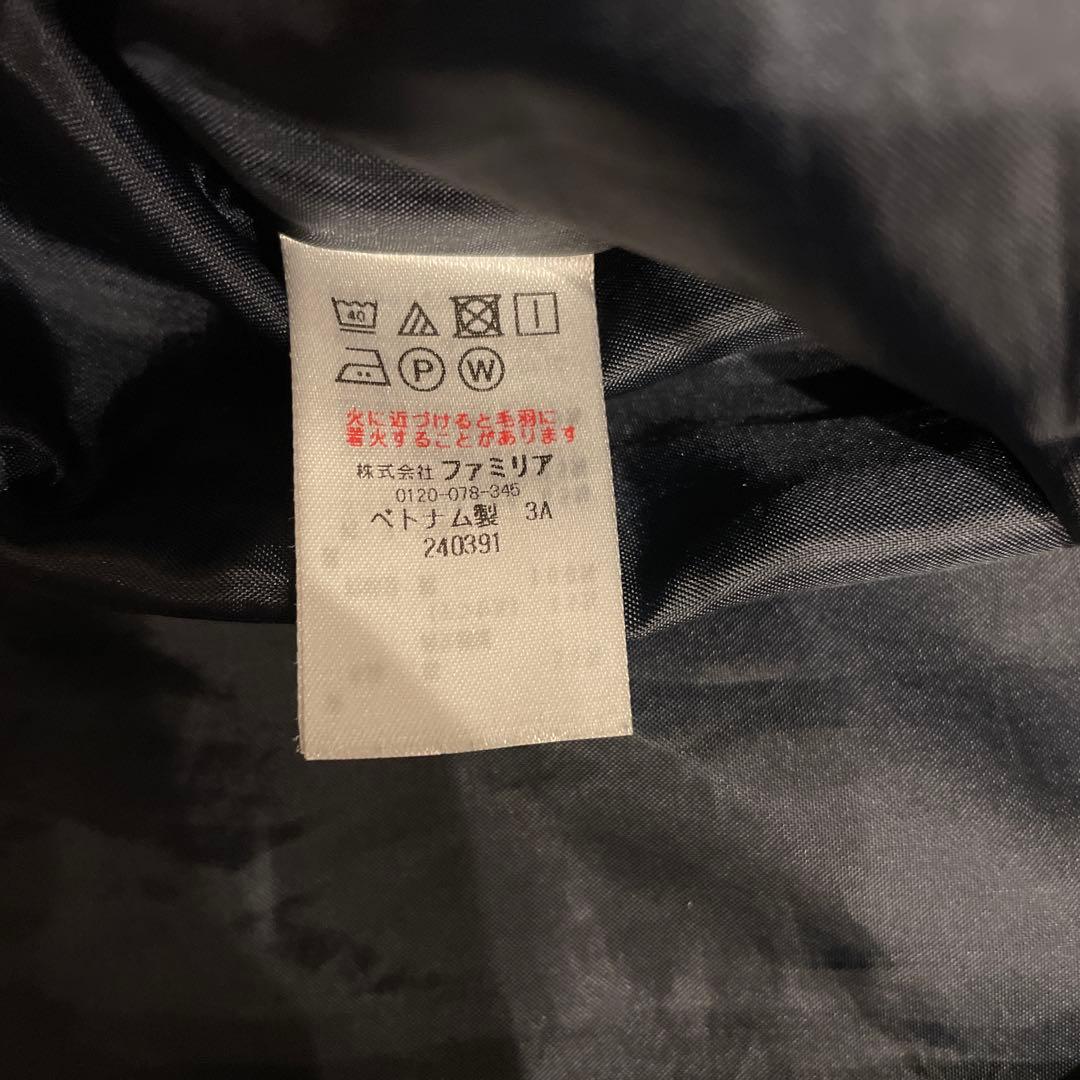 40
P W
火に近づけると毛羽に
着火することがあります
株式会社 ファミリア
0120-078-345
ベトナム製 3A
240391